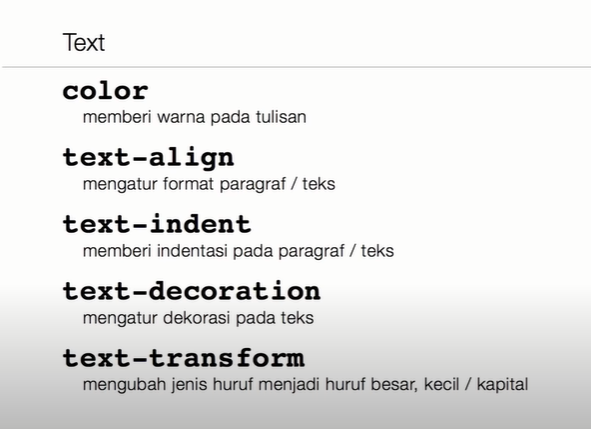 Text
color
memberi warna pada tulisan
text-align
mengatur format paragraf / teks
text-indent
memberi indentasi pada paragraf / teks
text-decoration
mengatur dekorasi pada teks
text-transform
mengubah jenis huruf menjadi huruf besar, kecil / kapital